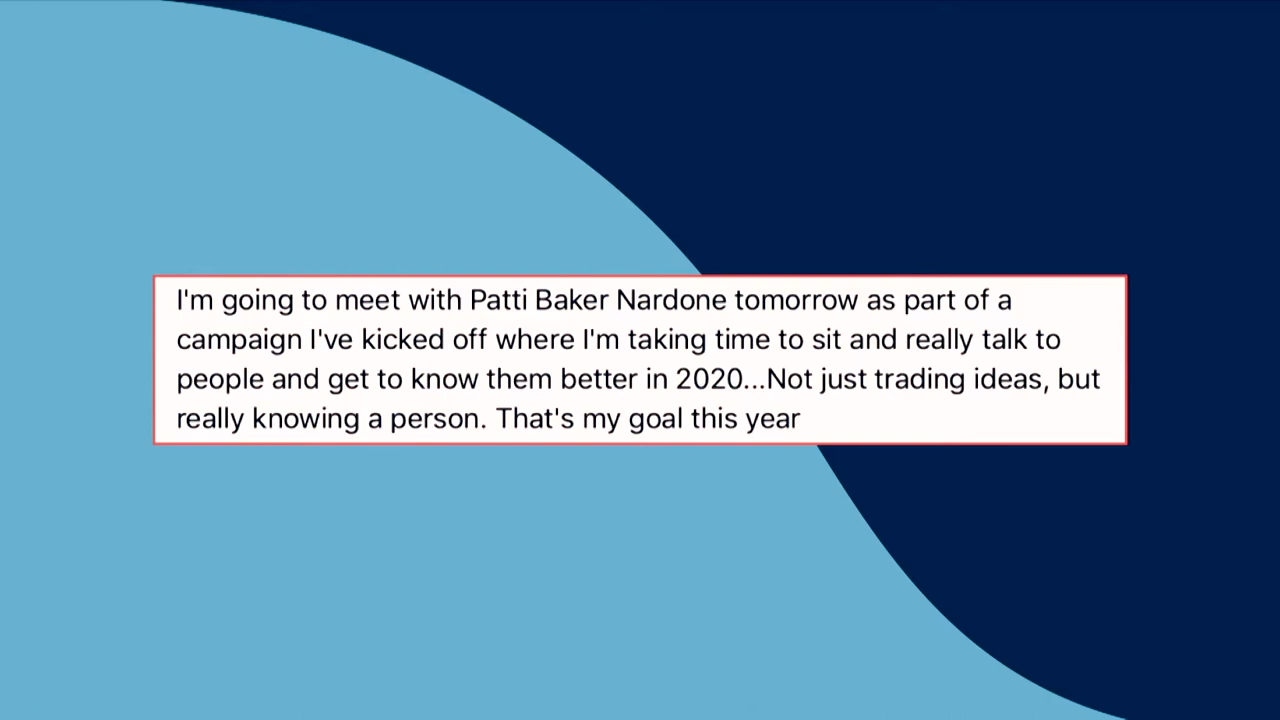 I'm going to meet with Patti Baker Nardone tomorrow as part of a
campaign I've kicked off where I'm taking time to sit and really talk to
people and get to know them better in 2020...Not just trading ideas, but
really knowing a person. That's my goal this year